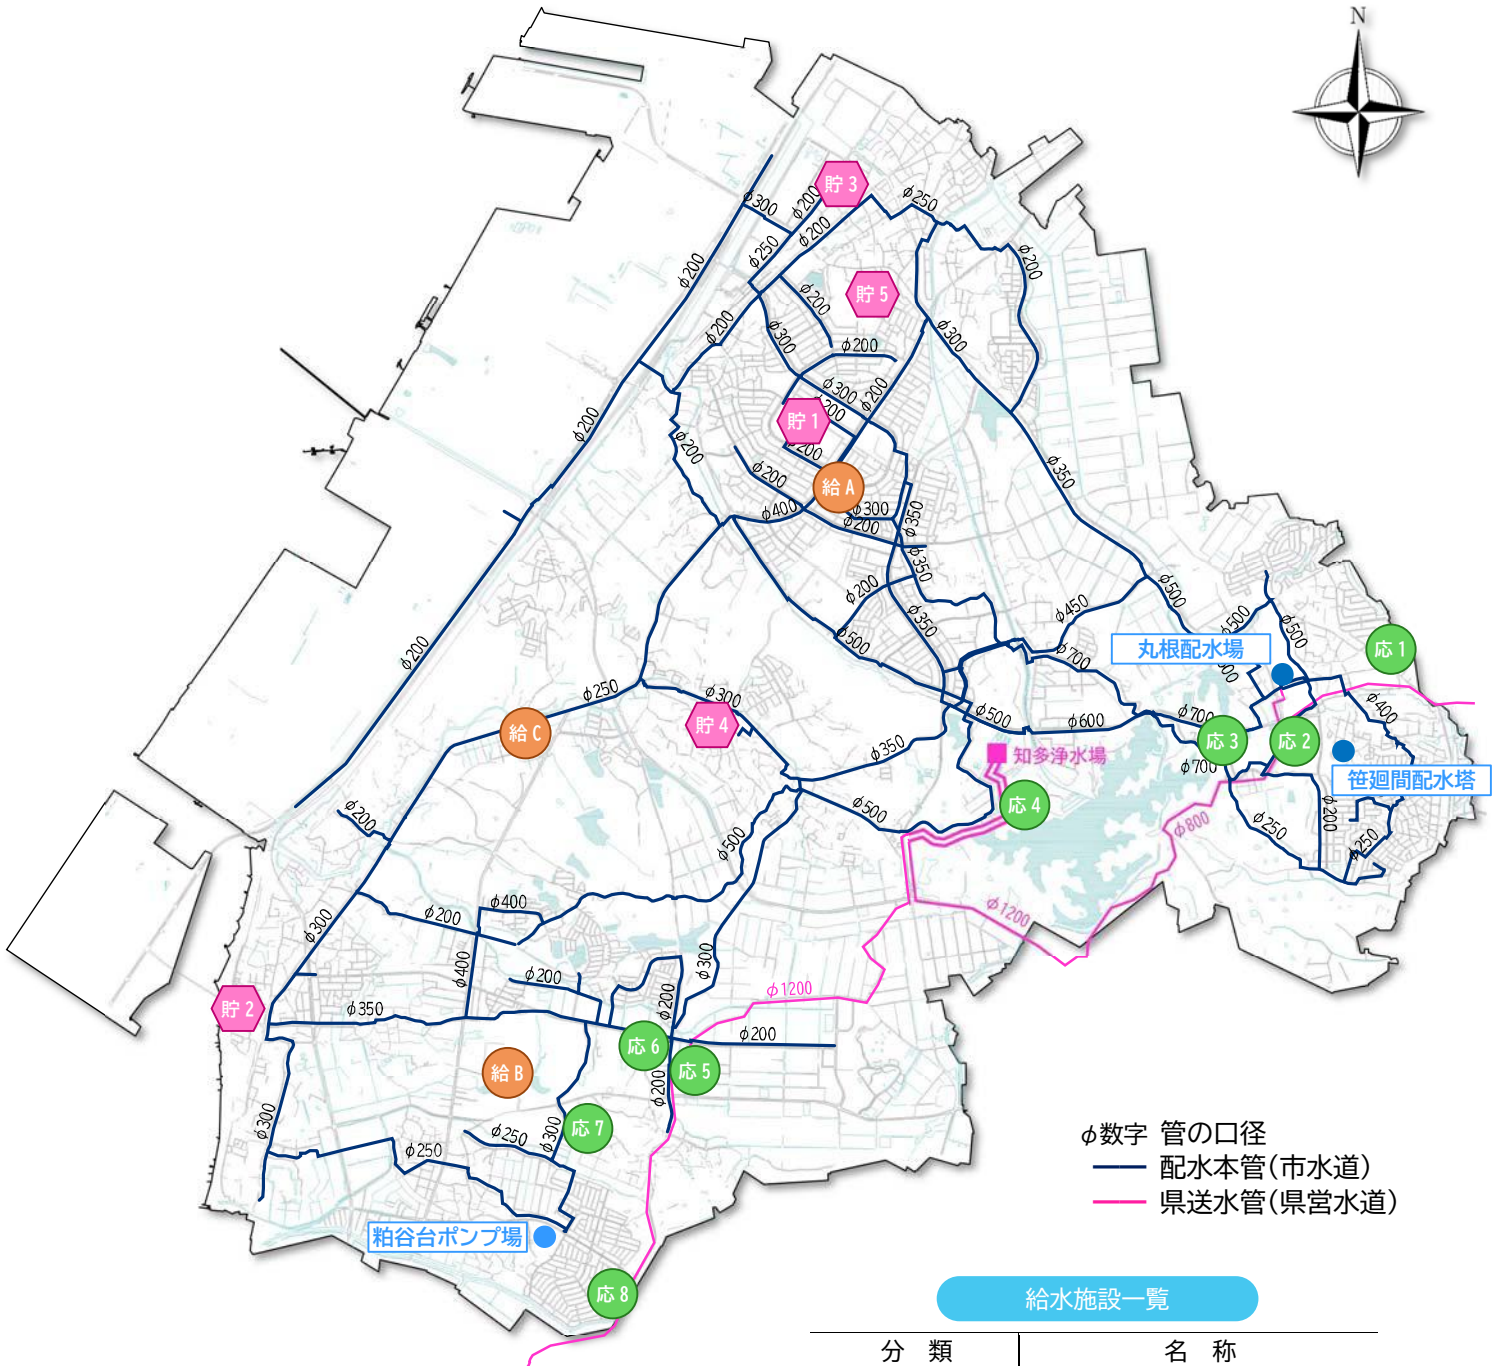 N
貯3
φ250
φ300
φ200
φ200
φ250
φ200
φ200
貯5
φ200
φ200
φ300
φ300
φ200
φ300
φ200
φ200
貯1
φ200
φ200
φ200
給A
φ200
φ350
φ400
φ300
φ200
φ350
φ350
φ200
φ500
φ450
φ500
φ500
φ350
φ500
丸根配水場
応1
φ200
φ700
φ250
φ300
φ400
給C
貯4
φ500
φ600
φ700
応3
応2
φ350
知多浄水場
φ700
笹廻間配水塔
応4
φ200
φ500
φ800
φ250
φ200
φ500
φ250
φ400
φ200
φ1200
φ300
φ400
φ200
φ300
φ1200
貯2
φ350
φ200
φ200
応6
応5
給B
φ200
φ300
φ250
φ300
応7
φ250
φ数字 管の口径
配水本管(市水道)
県送水管(県営水道)
粕谷台ポンプ場
応8
給水施設一覧
分 類 名 称